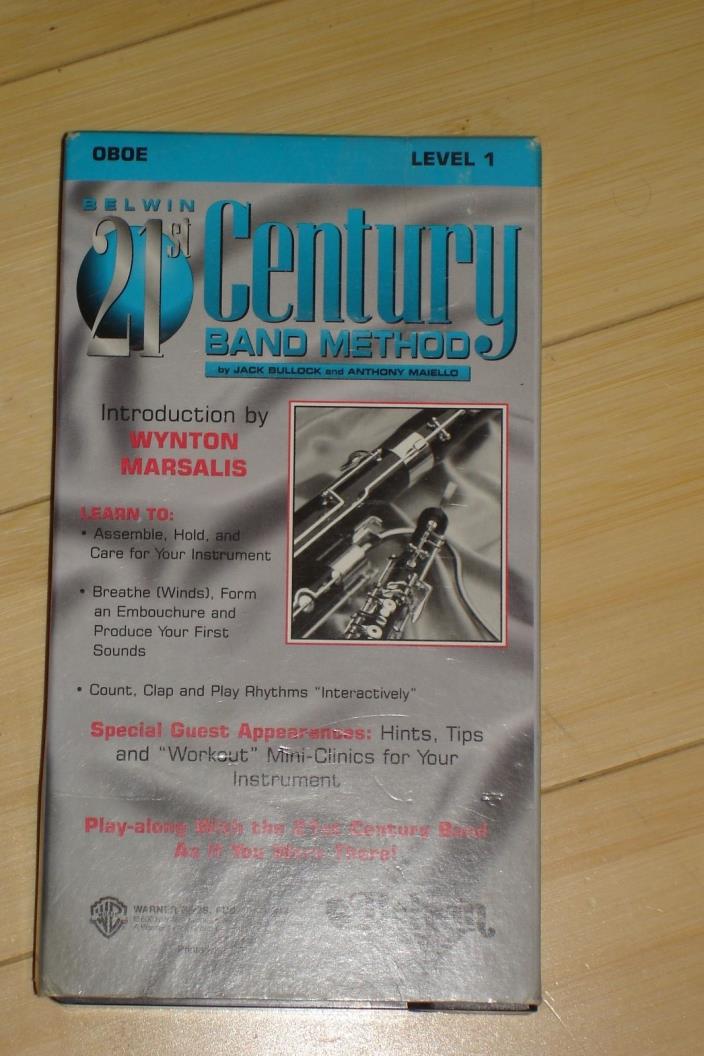 OBOE LEVEL 1
BELWIN
21st Century
BAND METHOD
by JACK BULLOCK and ANTHONY MAIELLO
Introduction by
WYNTON
MARSALIS
LEARN TO:
• Assemble, Hold, and
Care for Your Instrument
• Breathe (Winds), Form
an Embouchure and
Produce Your First
Sounds
• Count, Clap and Play Rhythms "Interactively"
Special Guest Appearances: Hints, Tips
and "Workout" Mini-Clinics for Your
Instrument
Play-along With the 21st Century Band
As If You Were There!
WB
WARNER BROS.